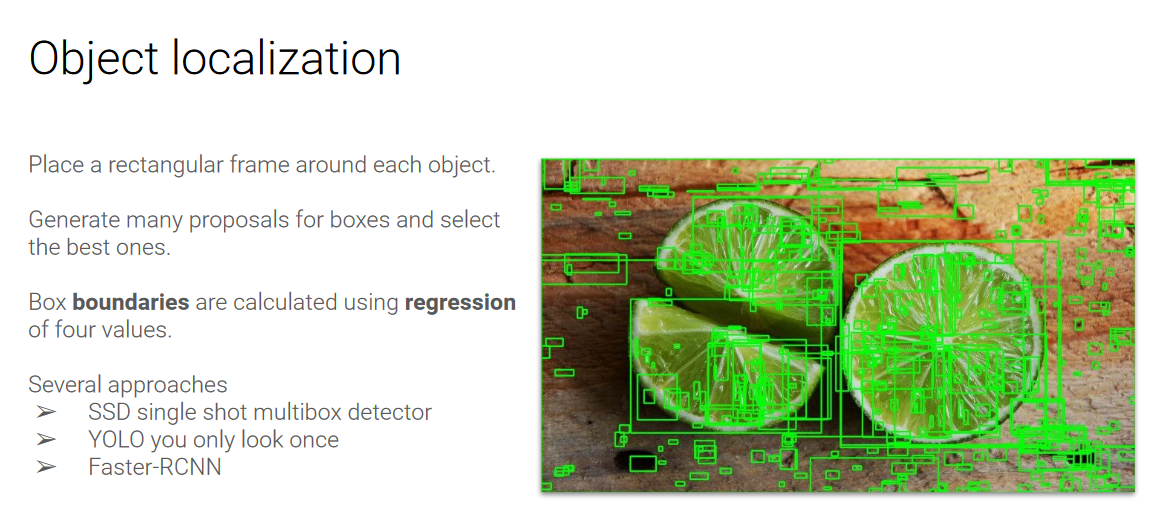 Object localization
Place a rectangular frame around each object.
Generate many proposals for boxes and select
the best ones.
Box boundaries are calculated using regression
of four values.
Several approaches
➢ SSD single shot multibox detector
➢ YOLO you only look once
➢ Faster-RCNN